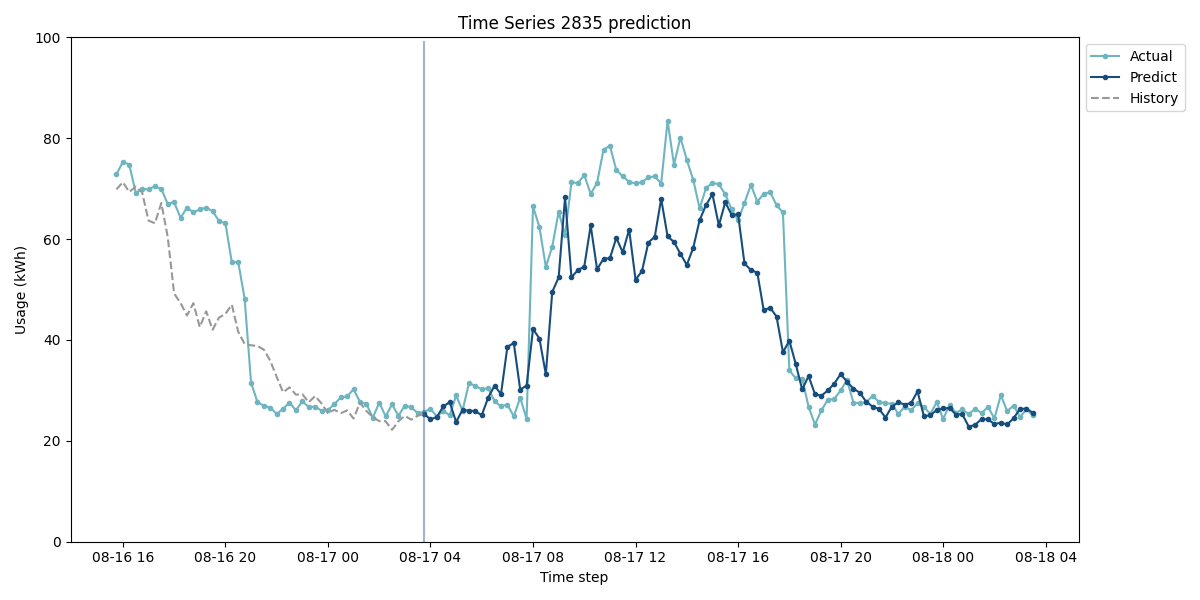 Time Series 2835 prediction
Usage (kWh)
100
80
60
40
20
0
08-16 16
08-16 20
08-17 00
08-17 04
08-17 08
08-17 12
08-17 16
08-17 20
08-18 00
08-18 04
Time step
Actual
Predict
History